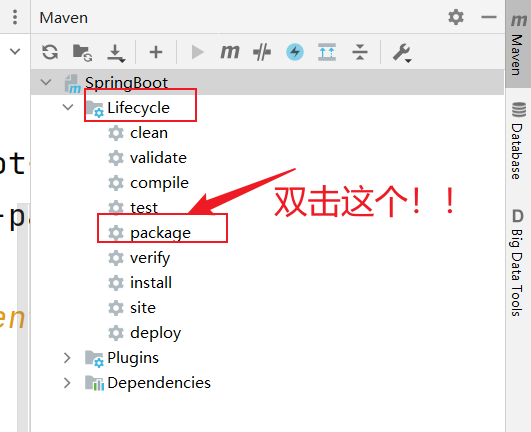 Maven
SpringBoot
Lifecycle
clean
validate
compile
test
package
verify
install
site
deploy
Plugins
Dependencies
双击这个！！
ot
-pa
en
m
Maven
Database
D
Big Data Tools